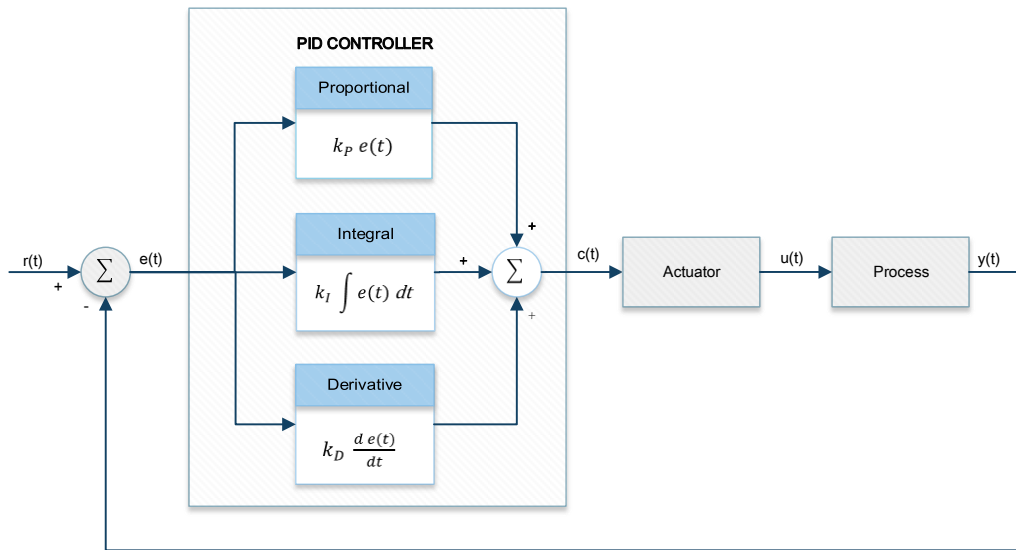 PID CONTROLLER
Proportional
k_P e(t)
+
Integral
r(t)
+
-
∑
e(t)
k_I ∫ e(t) dt
+
∑
+
c(t)
Actuator
u(t)
Process
y(t)
Derivative
k_D d e(t)/dt